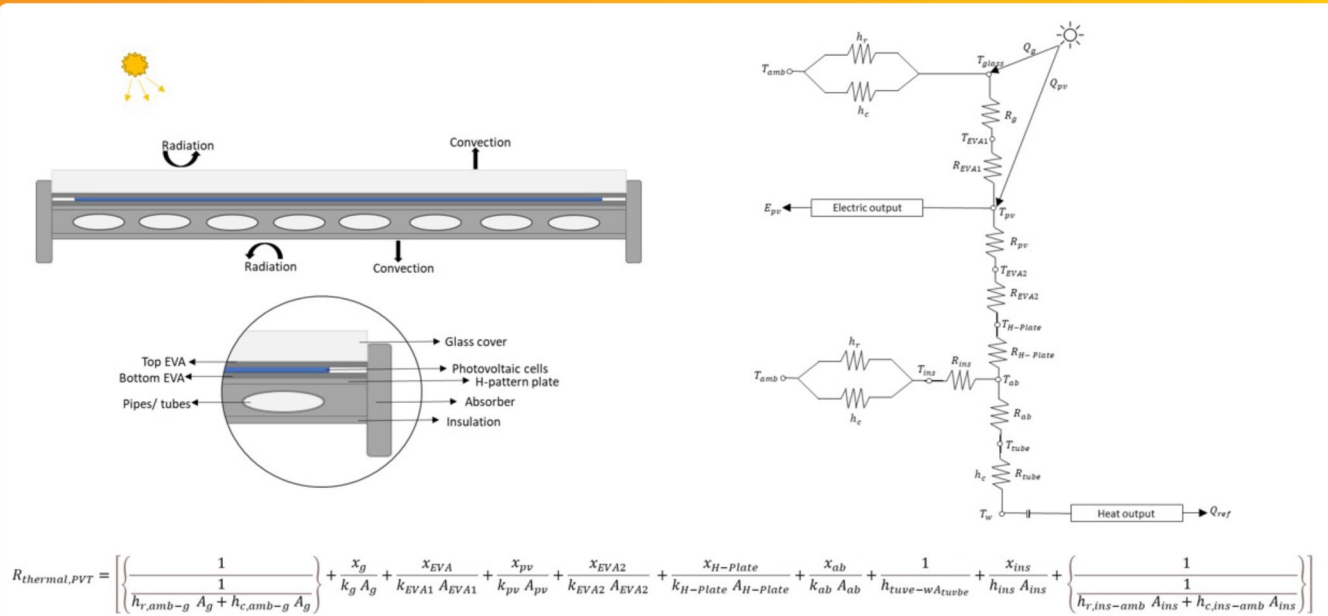 Radiation
Convection
Radiation
Convection
Glass cover
Top EVA
Photovoltaic cells
Bottom EVA
H-pattern plate
Pipes/ tubes
Absorber
Insulation
h_r
T_amb
h_c
T_glass
Q_g
Q_pv
R_g
T_EVA1
R_EVA1
E_pv
Electric output
T_pv
R_pv
T_EVA2
R_EVA2
T_H-Plate
R_H-Plate
h_r
T_amb
h_c
T_ins
R_ins
T_ab
R_ab
T_tube
h_c
R_tube
T_w
Heat output
Q_ref
R_thermal,PVT = [{1 / (1 / (h_r,amb-g A_g + h_c,amb-g A_g))} + x_g / (k_g A_g) + x_EVA / (k_EVA1 A_EVA1) + x_pv / (k_pv A_pv) + x_EVA2 / (k_EVA2 A_EVA2) + x_H-Plate / (k_H-Plate A_H-Plate) + x_ab / (k_ab A_ab) + 1 / (h_tuve-w A_tuvbe) + x_ins / (h_ins A_ins) + {1 / (1 / (h_r,ins-amb A_ins + h_c,ins-amb A_ins))}]